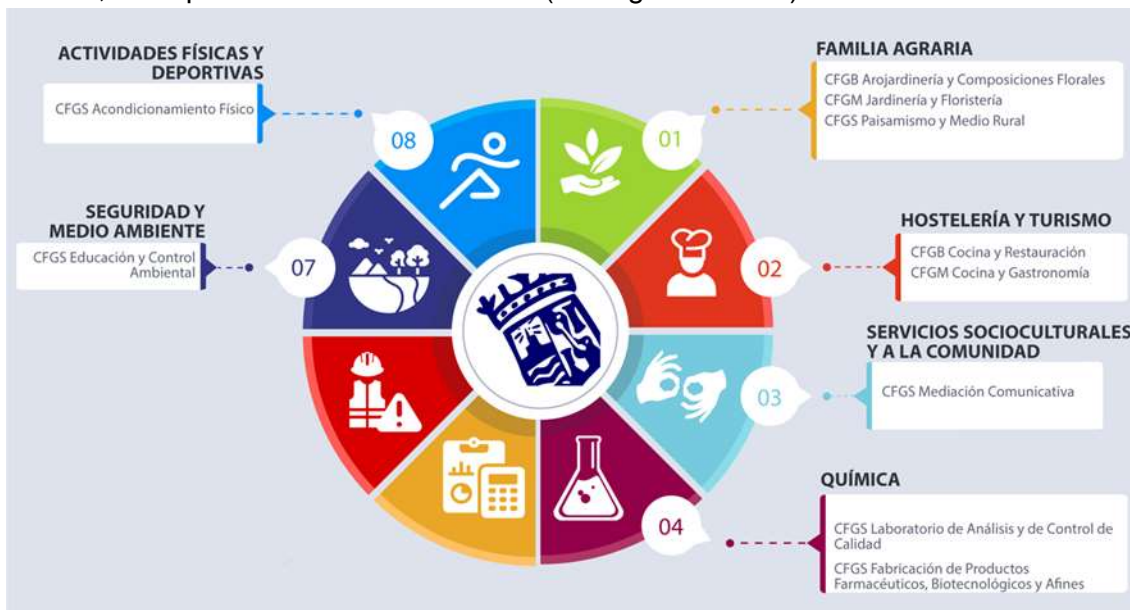 ACTIVIDADES FÍSICAS Y
DEPORTIVAS
CFGS Acondicionamiento Físico
08
SEGURIDAD Y
MEDIO AMBIENTE
CFGS Educación y Control
Ambiental
07
FAMILIA AGRARIA
CFGB Arojardinería y Composiciones Florales
CFGM Jardinería y Floristería
CFGS Paisamismo y Medio Rural
01
HOSTELERÍA Y TURISMO
CFGB Cocina y Restauración
CFGM Cocina y Gastronomía
02
SERVICIOS SOCIOCULTURALES
Y A LA COMUNIDAD
CFGS Mediación Comunicativa
03
QUÍMICA
CFGS Laboratorio de Análisis y de Control de
Calidad
CFGS Fabricación de Productos
Farmacéuticos, Biotecnológicos y Afines
04